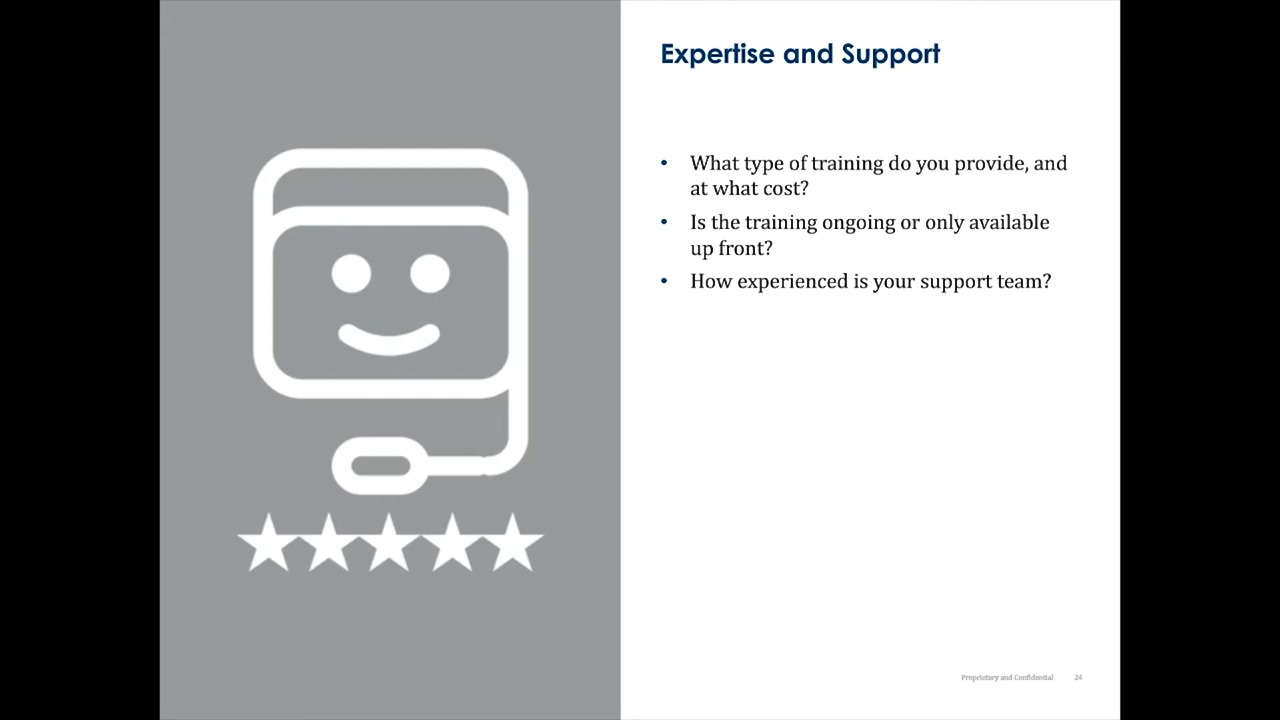 Expertise and Support
• What type of training do you provide, and
at what cost?
• Is the training ongoing or only available
up front?
• How experienced is your support team?
Proprietary and Confidential 24